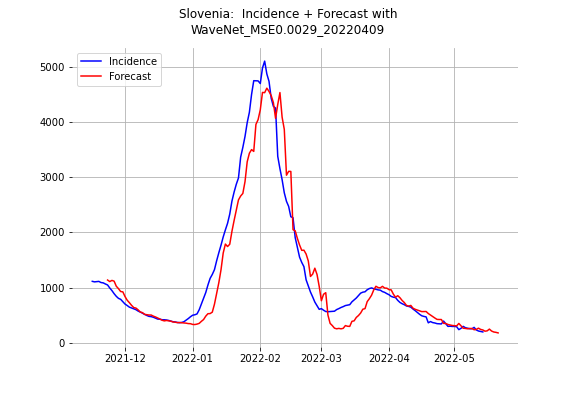 Slovenia:  Incidence + Forecast with
WaveNet_MSE0.0029_20220409
Incidence
Forecast
5000
4000
3000
2000
1000
0
2021-12 2022-01 2022-02 2022-03 2022-04 2022-05